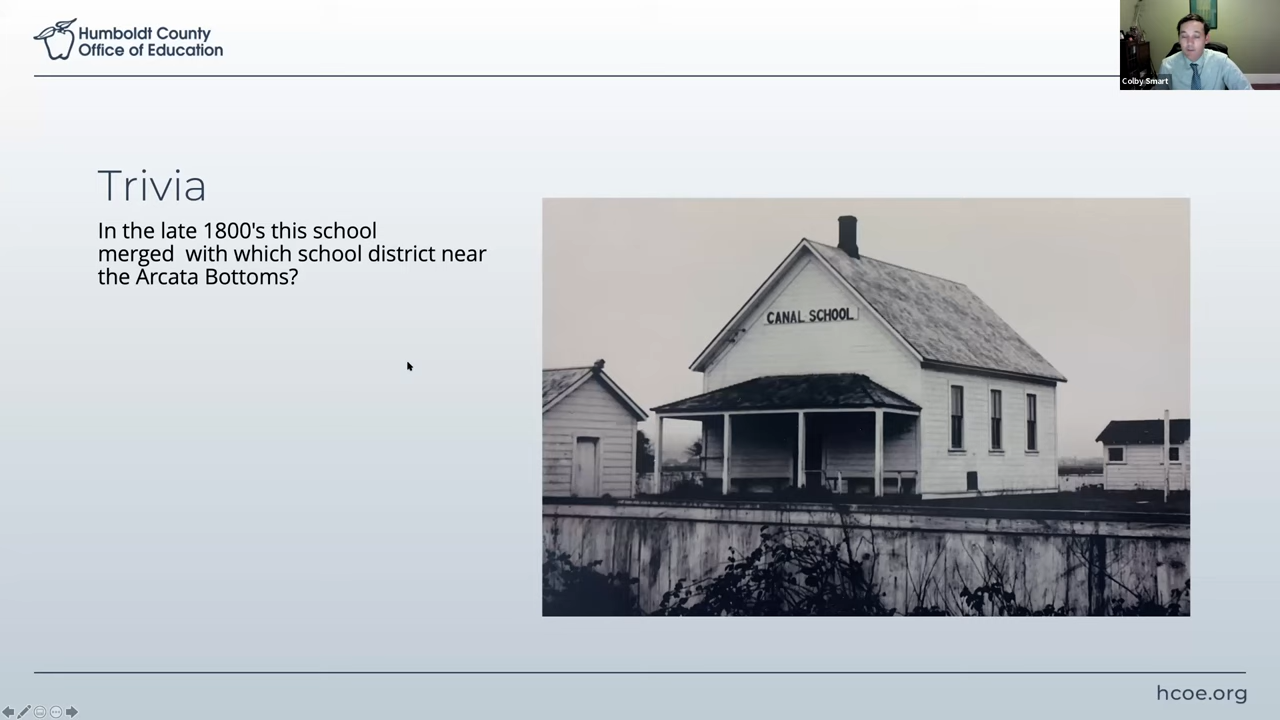 Humboldt County
Office of Education
Colby Smart
Trivia
In the late 1800's this school
merged  with which school district near
the Arcata Bottoms?
CANAL SCHOOL
hcoe.org